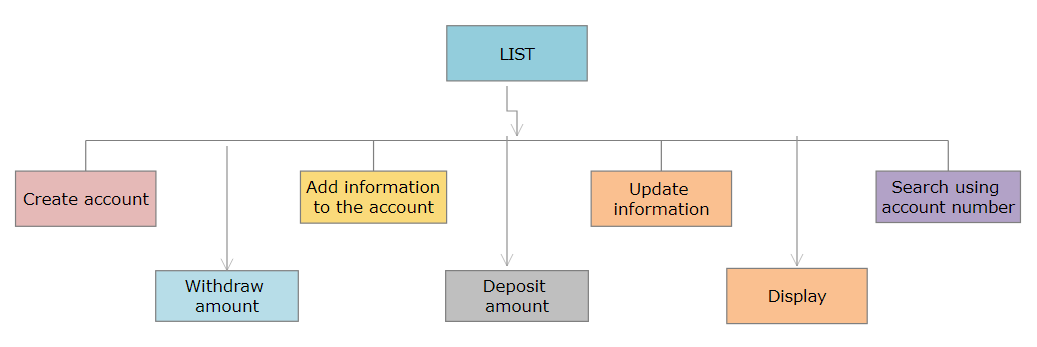 LIST
Create account
Add information
to the account
Update
information
Search using
account number
Withdraw
amount
Deposit
amount
Display